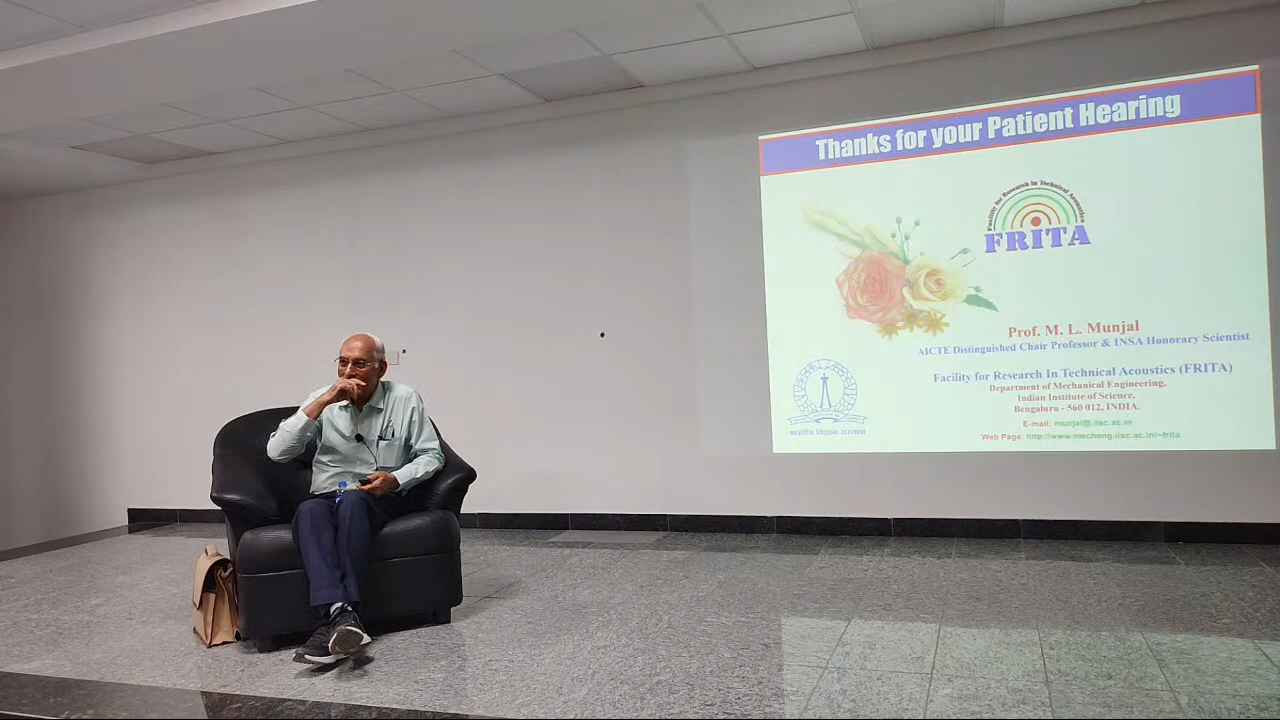 Thanks for your Patient Hearing
Facility for Research in Technical Acoustics
FRITA
Prof. M. L. Munjal
AICTE Distinguished Chair Professor & INSA Honorary Scientist
Facility for Research In Technical Acoustics (FRITA)
Department of Mechanical Engineering,
Indian Institute of Science,
Bengaluru - 560 012, INDIA.
E-mail: munjal@.iisc.ac.in
Web Page: http://www.mecheng.iisc.ac.in/~frita
भारतीय विज्ञान संस्थान